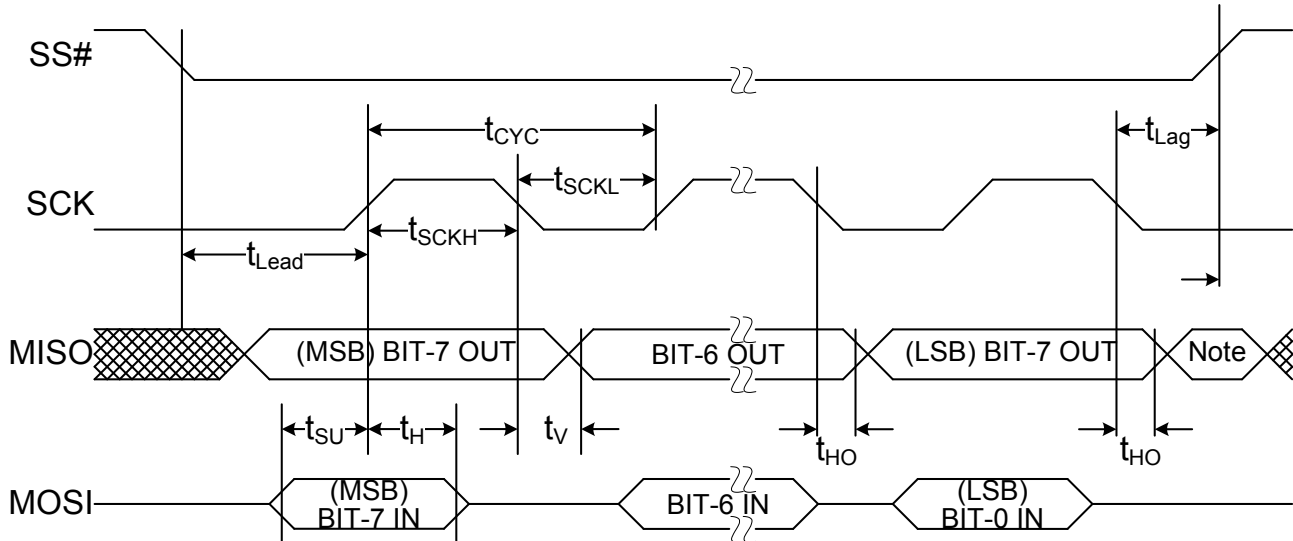 SS#
tCYC
tLag
SCK
tSCKL
tSCKH
tLead
MISO
(MSB) BIT-7 OUT
BIT-6 OUT
(LSB) BIT-7 OUT
Note
tSU
tH
tV
tHO
tHO
MOSI
(MSB)
BIT-7 IN
BIT-6 IN
(LSB)
BIT-0 IN